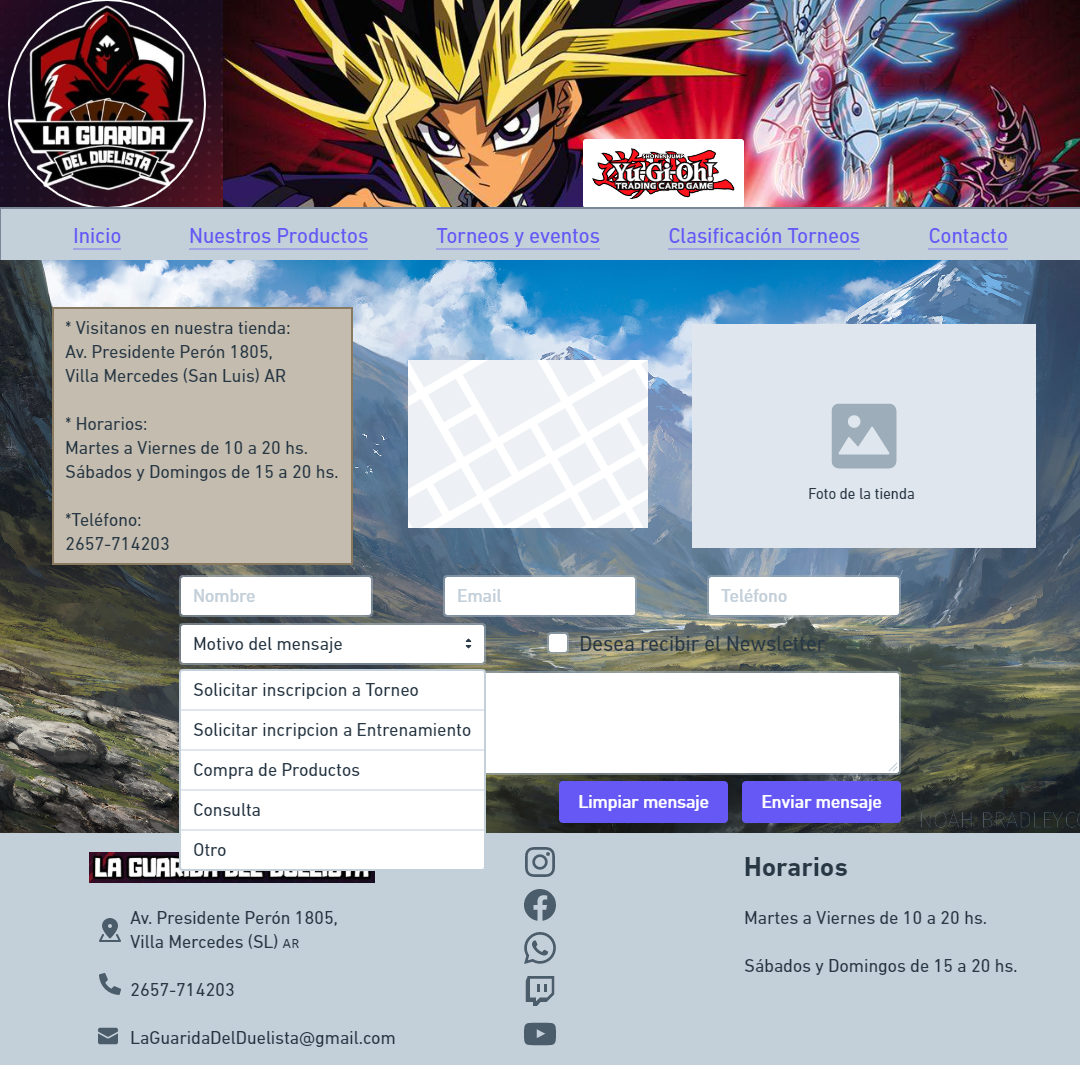 LA GUARIDA
DEL DUELISTA
SHONEN JUMP
Yu-Gi-Oh!
TRADING CARD GAME
Inicio
Nuestros Productos
Torneos y eventos
Clasificación Torneos
Contacto
* Visitanos en nuestra tienda:
Av. Presidente Perón 1805,
Villa Mercedes (San Luis) AR
* Horarios:
Martes a Viernes de 10 a 20 hs.
Sábados y Domingos de 15 a 20 hs.
*Teléfono:
2657-714203
Foto de la tienda
Nombre
Email
Teléfono
Motivo del mensaje
Desea recibir el Newsletter
Solicitar inscripcion a Torneo
Solicitar incripcion a Entrenamiento
Compra de Productos
Consulta
Otro
Limpiar mensaje
Enviar mensaje
NOAH BRADLEY.CO
LA GUARIDA DEL DUELISTA
Av. Presidente Perón 1805,
Villa Mercedes (SL) AR
2657-714203
LaGuaridaDelDuelista@gmail.com
Horarios
Martes a Viernes de 10 a 20 hs.
Sábados y Domingos de 15 a 20 hs.